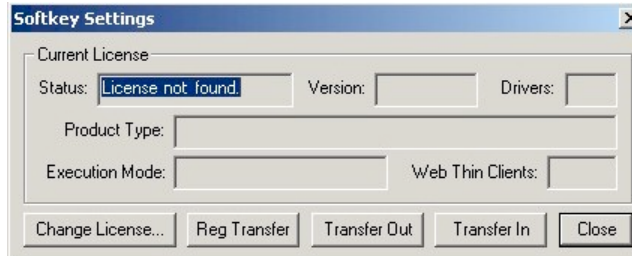 Softkey Settings
Current License
Status: License not found. Version: Drivers:
Product Type:
Execution Mode: Web Thin Clients:
Change License... Reg Transfer Transfer Out Transfer In Close